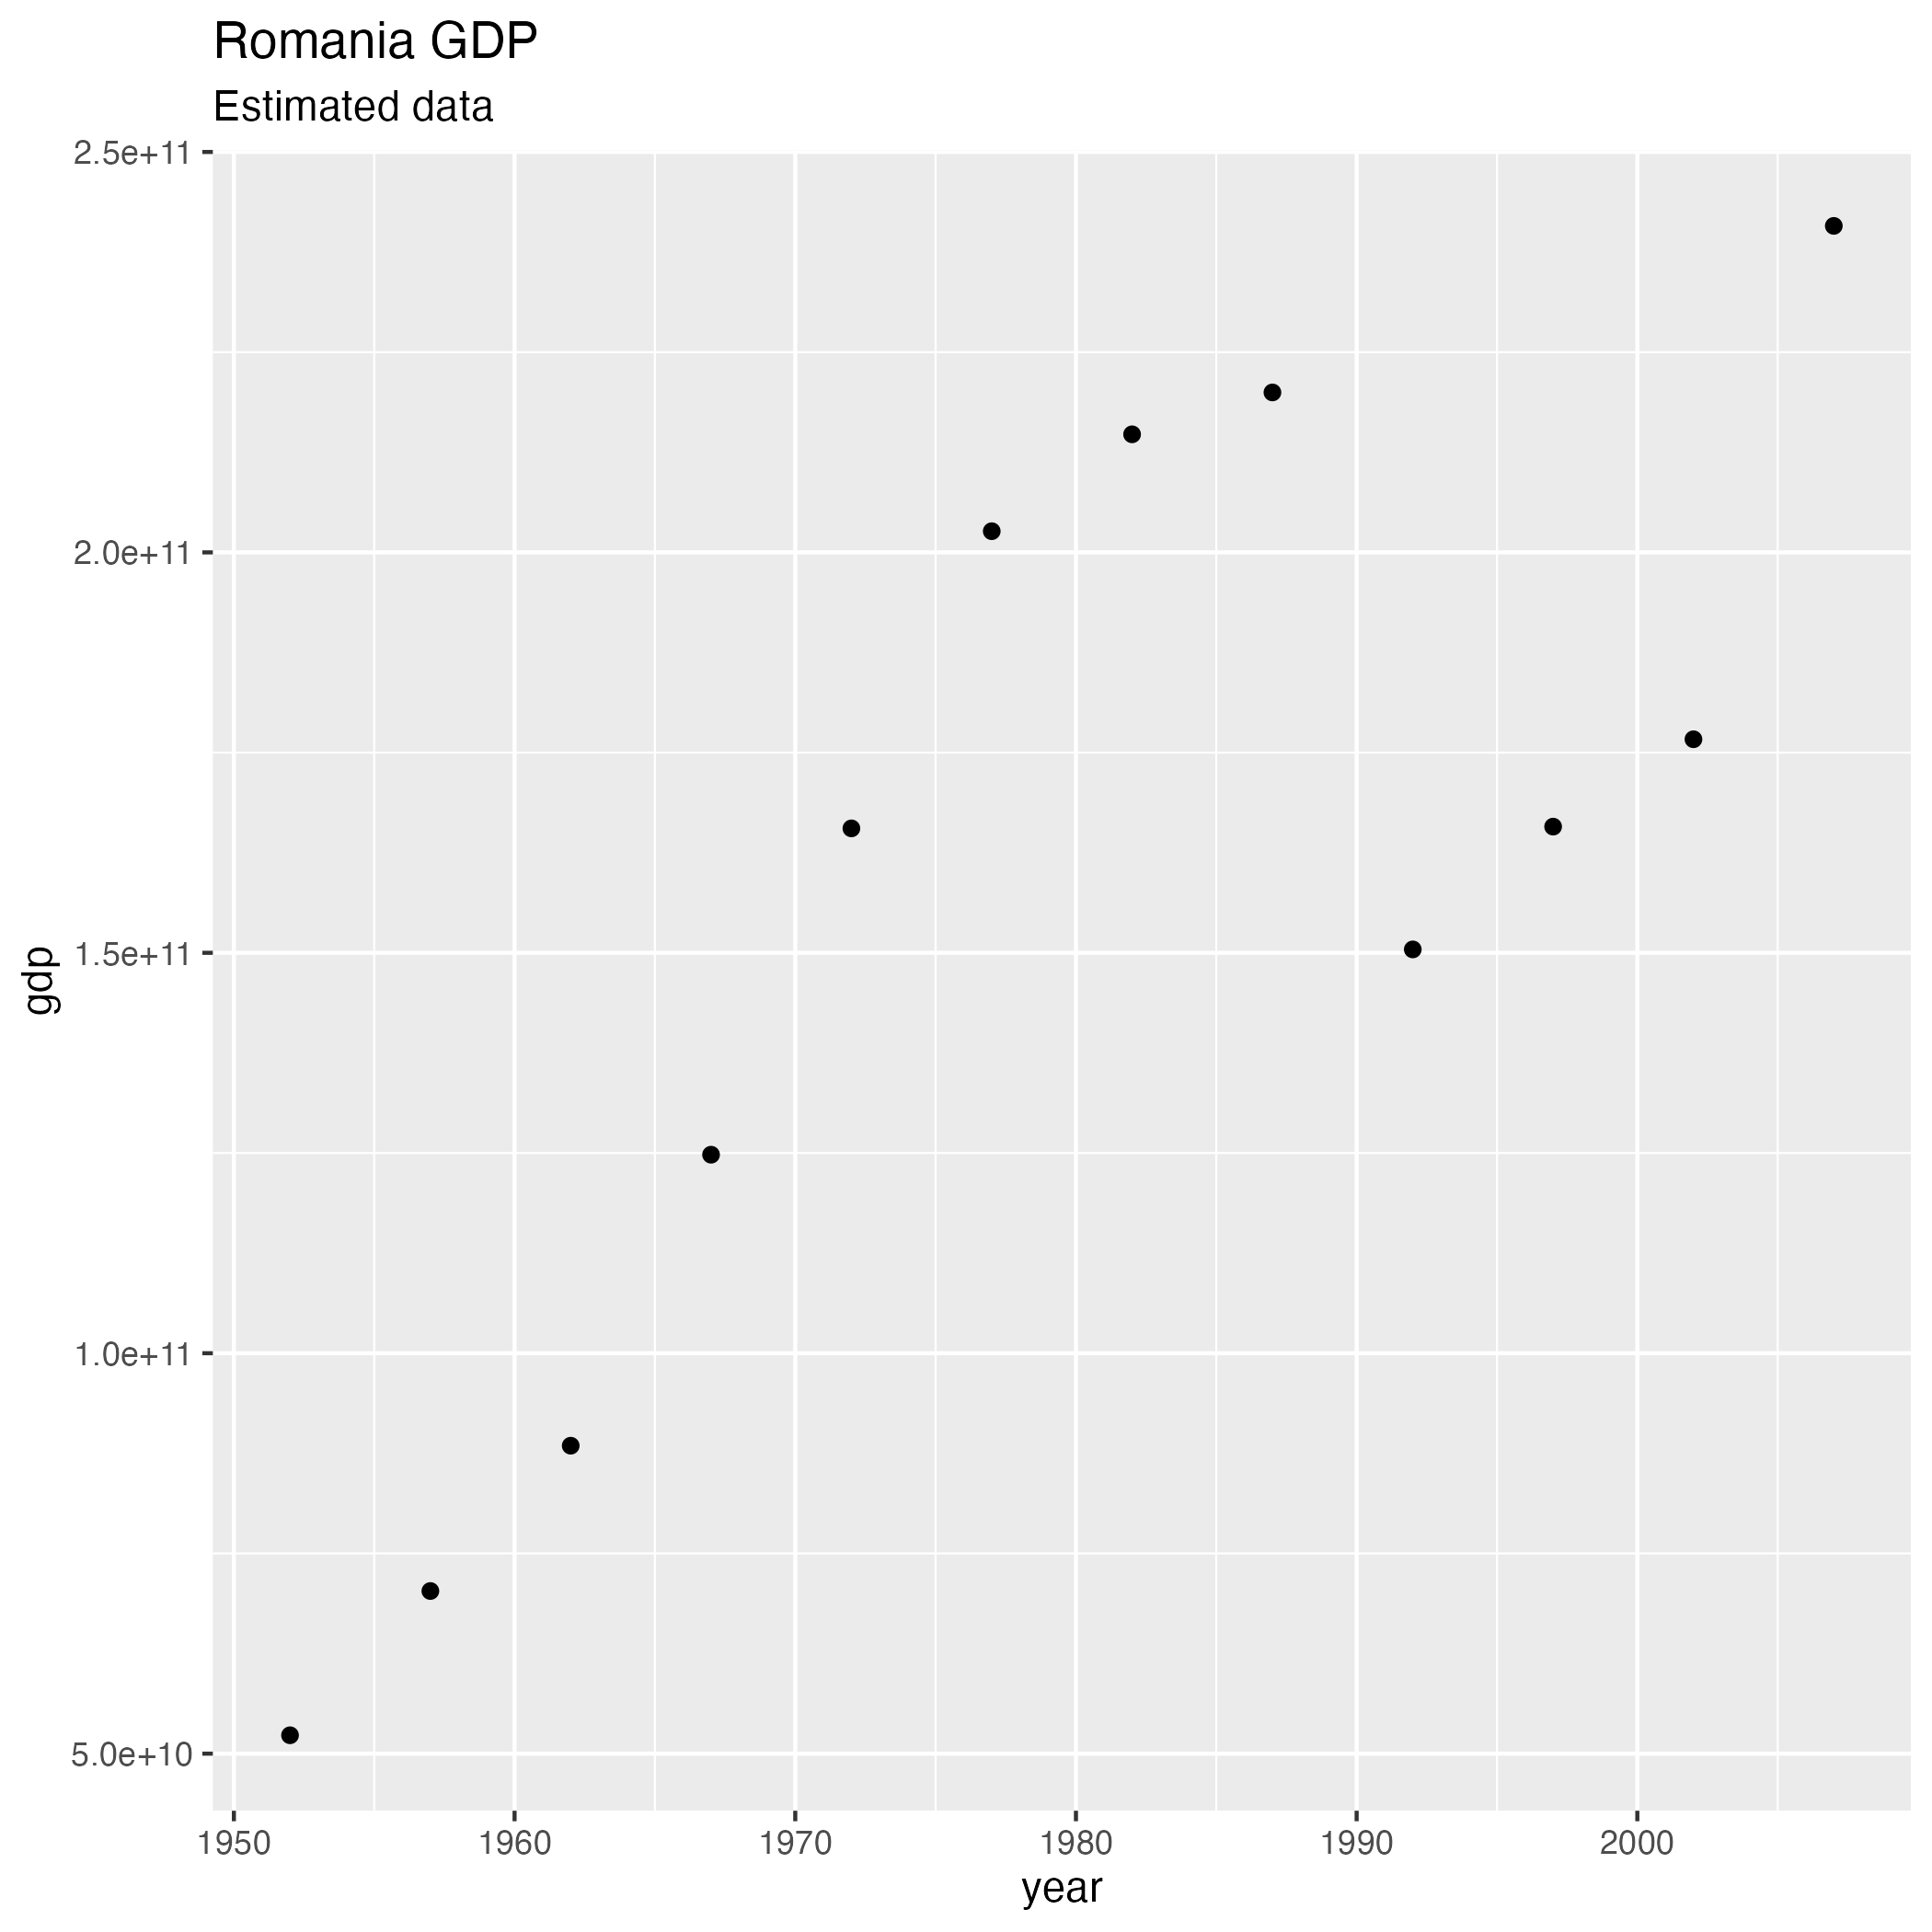 Romania GDP
Estimated data
2.5e+11
2.0e+11
1.5e+11
1.0e+11
5.0e+10
gdp
1950 1960 1970 1980 1990 2000
year